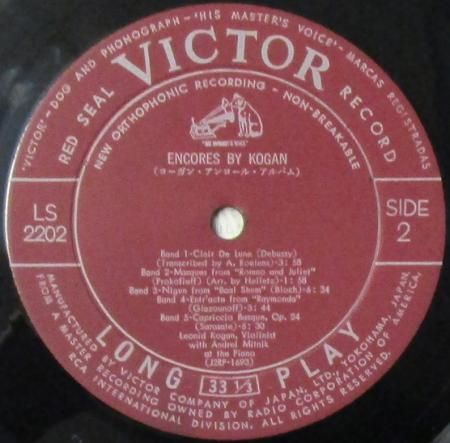 'VICTOR' - DOG AND PHONOGRAPH - 'HIS MASTER'S VOICE' - MARCAS REGISTRADAS
RED SEAL VICTOR RECORD
NEW ORTHOPHONIC RECORDING - NON-BREAKABLE
"HIS MASTER'S VOICE"
ENCORES BY KOGAN
(コーガン・アンコール・アルバム)
LS
2202
SIDE
2
Band 1-Clair De Lune (Debussy)
(Transcribed by A. Roelens)-3: 58
Band 2-Masques from "Romeo and Juliet"
(Prokofieff) (Arr. by Heifetz)-1: 58
Band 3-Nigun from "Baal Shem" (Bloch)-6: 34
Band 4-Entr'acte from "Raymonda"
(Glazounoff)-3: 44
Band 5-Capriccio Basque, Op. 24
(Sarasate)-5: 30
Leonid Kogan, Violinist
with Andrei Mitnik
at the Piano
(J2RP-1693)
LONG 33 1/3 PLAY
MANUFACTURED BY VICTOR COMPANY OF JAPAN, LTD., YOKOHAMA, JAPAN
FROM A MASTER RECORDING OWNED BY RADIO CORPORATION OF AMERICA,
RCA INTERNATIONAL DIVISION. ALL RIGHTS RESERVED.